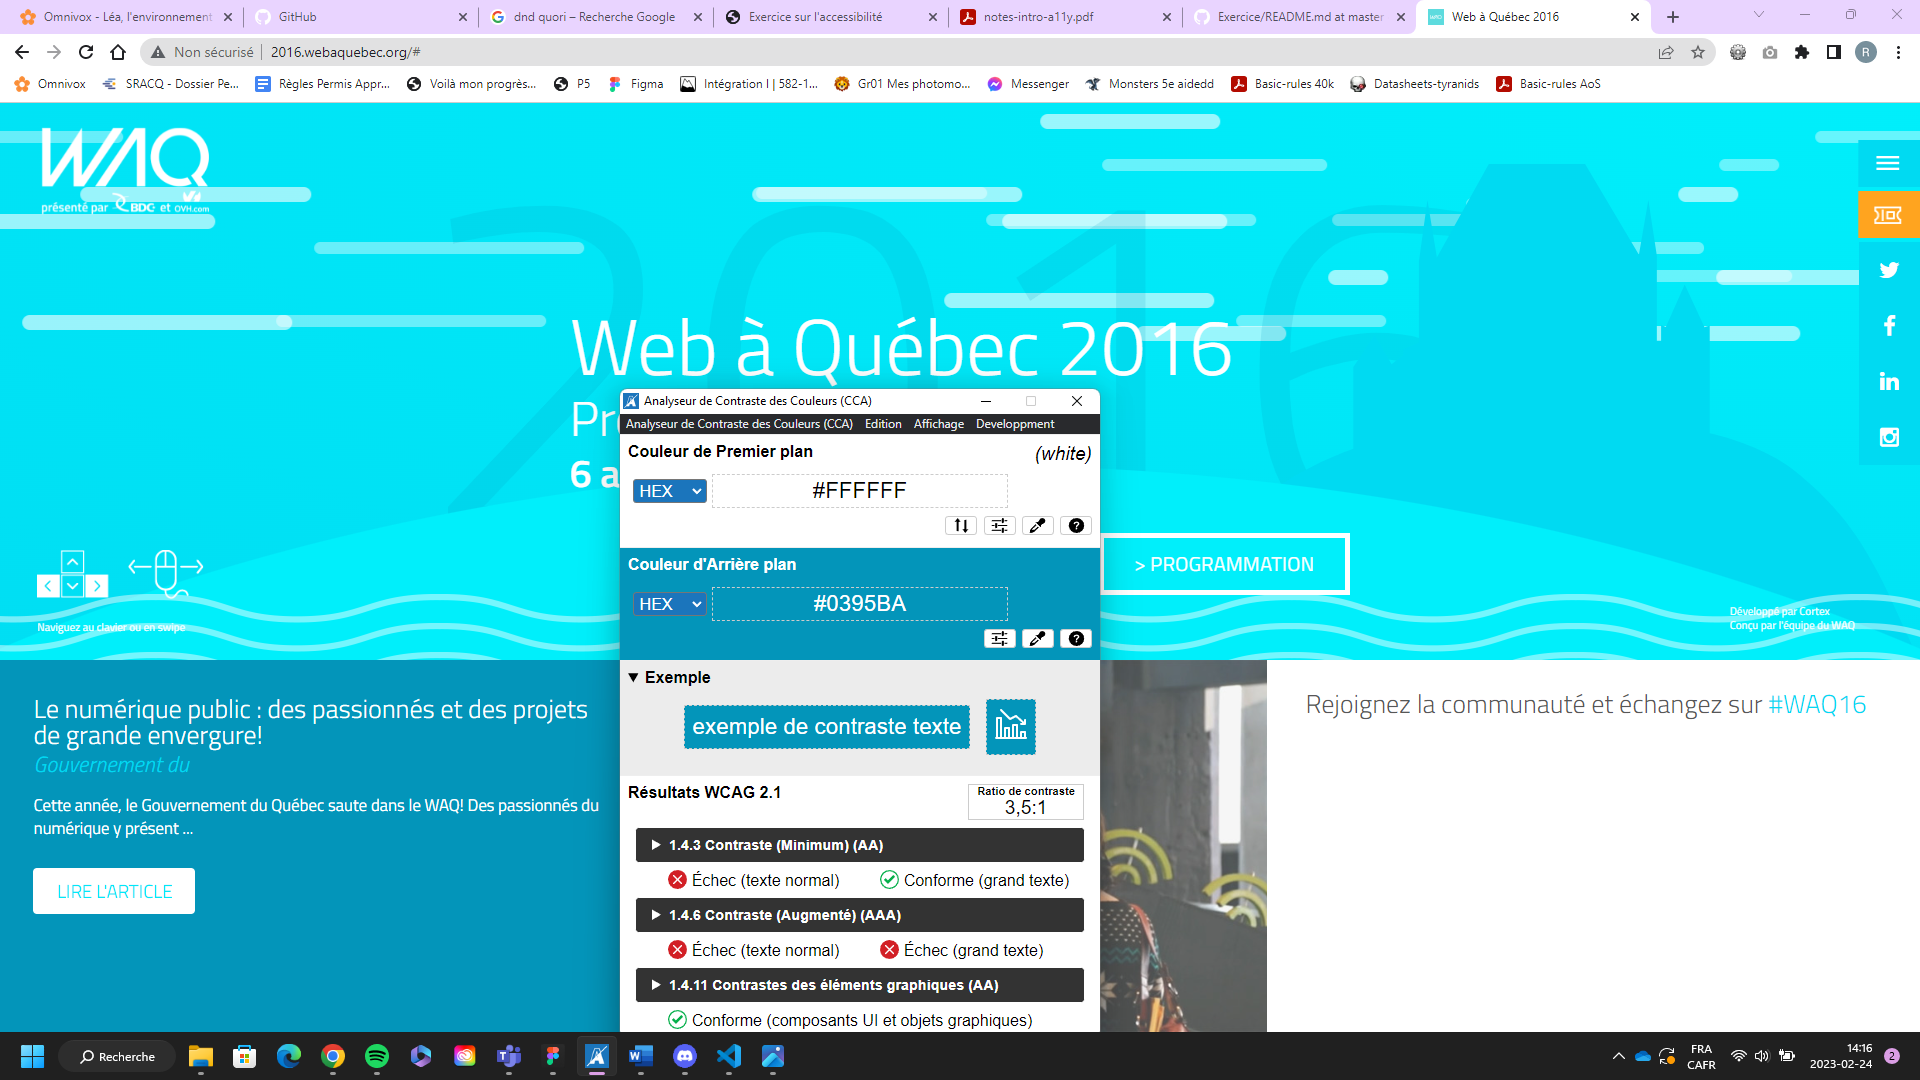 Omnivox - Léa, l'environnement
GitHub
dnd quori – Recherche Google
Exercice sur l'accessibilité
notes-intro-a11y.pdf
Exercice/README.md at master
Web à Québec 2016
Non sécurisé
2016.webaquebec.org/#
R
Omnivox
SRACQ - Dossier Pe...
Règles Permis Appr...
Voilà mon progrès...
P5
Figma
Intégration I | 582-1...
Gr01 Mes photomo...
Messenger
Monsters 5e aidedd
Basic-rules 40k
Datasheets-tyranids
Basic-rules AoS
WAQ
présenté par BDG et OVH.com
2016
Web à Québec 2016
Pr
6 a
> PROGRAMMATION
Naviguez au clavier ou en swipe
Développé par Cortex
Conçu par l'équipe du WAQ
Analyseur de Contraste des Couleurs (CCA)
Analyseur de Contraste des Couleurs (CCA) Edition Affichage Developpment
Couleur de Premier plan
(white)
HEX
#FFFFFF
Couleur d'Arrière plan
HEX
#0395BA
Exemple
exemple de contraste texte
Résultats WCAG 2.1
Ratio de contraste
3,5:1
1.4.3 Contraste (Minimum) (AA)
Échec (texte normal)
Conforme (grand texte)
1.4.6 Contraste (Augmenté) (AAA)
Échec (texte normal)
Échec (grand texte)
1.4.11 Contrastes des éléments graphiques (AA)
Conforme (composants UI et objets graphiques)
Le numérique public : des passionnés et des projets
de grande envergure!
Gouvernement du
Cette année, le Gouvernement du Québec saute dans le WAQ! Des passionnés du
numérique y présent ...
LIRE L'ARTICLE
Rejoignez la communauté et échangez sur #WAQ16
Recherche
FRA
CAFR
14:16
2023-02-24
2